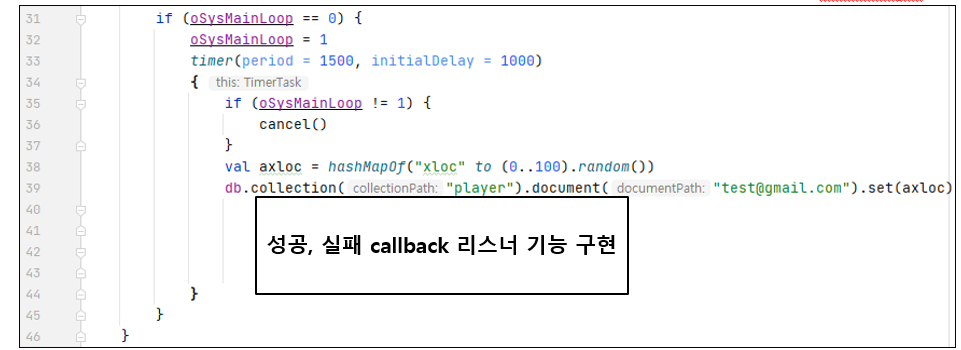 31 if (oSysMainLoop == 0) {
32 oSysMainLoop = 1
33 timer(period = 1500, initialDelay = 1000)
34 { this: TimerTask
35 if (oSysMainLoop != 1) {
36 cancel()
37 }
38 val axloc = hashMapOf("xloc" to (0..100).random())
39 db.collection( collectionPath: "player").document( documentPath: "test@gmail.com").set(axloc)
40
41
성공, 실패 callback 리스너 기능 구현
42
43
44 }
45 }
46 }